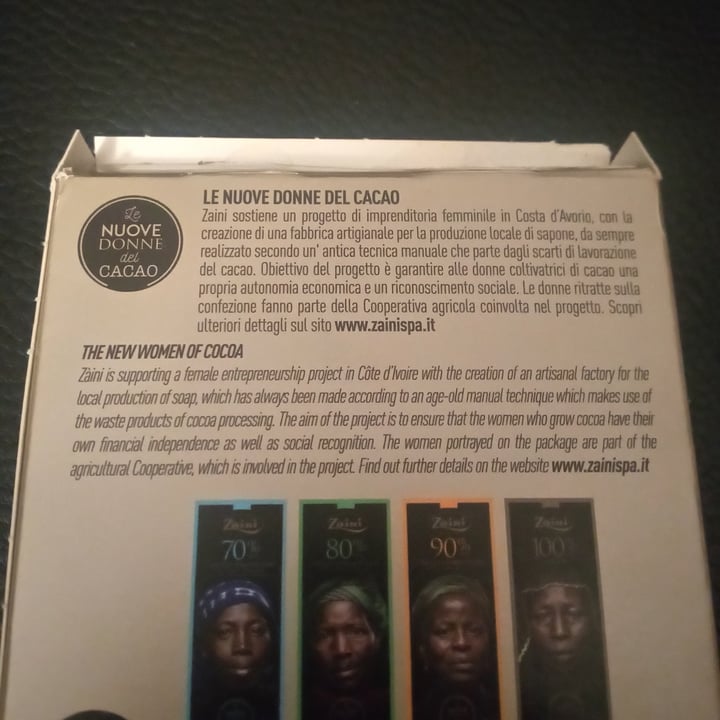 Le
NUOVE
DONNE
del
CACAO
LE NUOVE DONNE DEL CACAO
Zaini sostiene un progetto di imprenditoria femminile in Costa d'Avorio, con la
creazione di una fabbrica artigianale per la produzione locale di sapone, da sempre
realizzato secondo un' antica tecnica manuale che parte dagli scarti di lavorazione
del cacao. Obiettivo del progetto è garantire alle donne coltivatrici di cacao una
propria autonomia economica e un riconoscimento sociale. Le donne ritratte sulla
confezione fanno parte della Cooperativa agricola coinvolta nel progetto. Scopri
ulteriori dettagli sul sito www.zainispa.it
THE NEW WOMEN OF COCOA
Zàini is supporting a female entrepreneurship project in Côte d'Ivoire with the creation of an artisanal factory for the
local production of soap, which has always been made according to an age-old manual technique which makes use of
the waste products of cocoa processing. The aim of the project is to ensure that the women who grow cocoa have their
own financial independence as well as social recognition. The women portrayed on the package are part of the
agricultural Cooperative, which is involved in the project. Find out further details on the website www.zainispa.it
Zaini Zaini Zaini Zaini
70% 80% 90% 100%